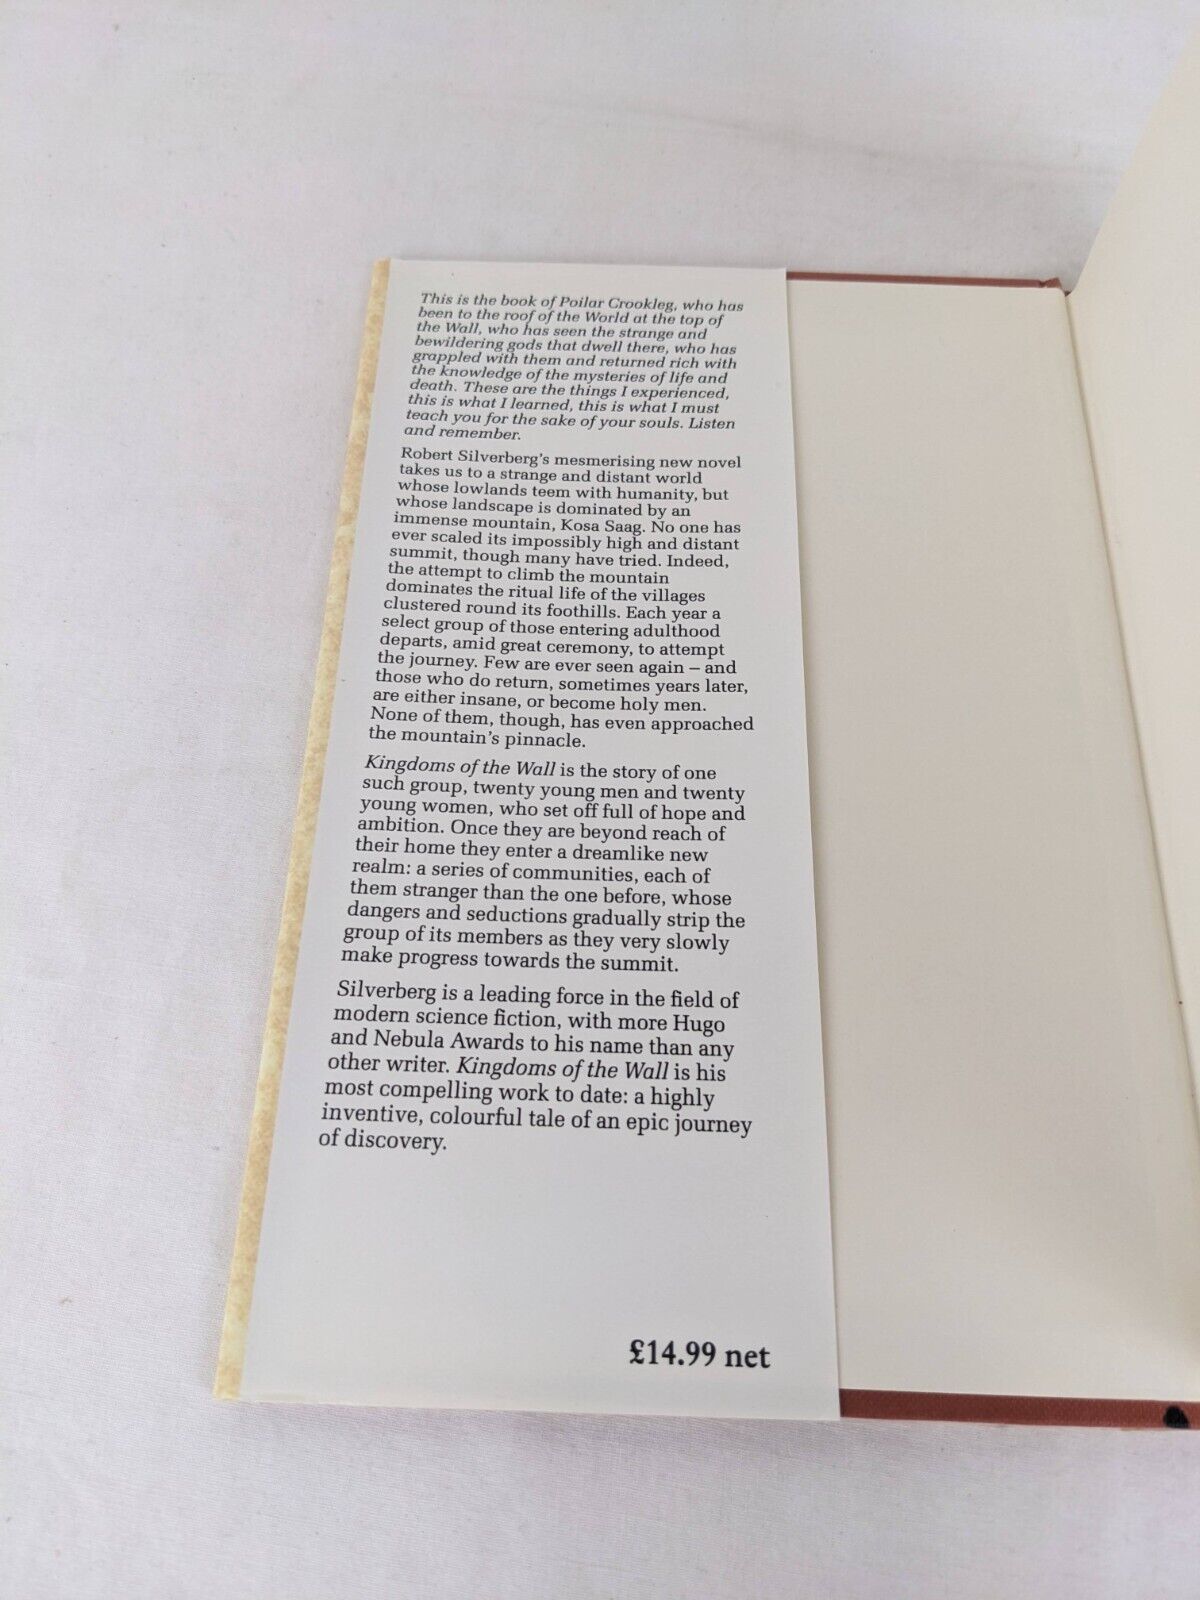 This is the book of Poilar Crookleg, who has
been to the roof of the World at the top of
the Wall, who has seen the strange and
bewildering gods that dwell there, who has
grappled with them and returned rich with
the knowledge of the mysteries of life and
death. These are the things I experienced,
this is what I learned, this is what I must
teach you for the sake of your souls. Listen
and remember.
Robert Silverberg's mesmerising new novel
takes us to a strange and distant world
whose lowlands teem with humanity, but
whose landscape is dominated by an
immense mountain, Kosa Saag. No one has
ever scaled its impossibly high and distant
summit, though many have tried. Indeed,
the attempt to climb the mountain
dominates the ritual life of the villages
clustered round its foothills. Each year a
select group of those entering adulthood
departs, amid great ceremony, to attempt
the journey. Few are ever seen again – and
those who do return, sometimes years later,
are either insane, or become holy men.
None of them, though, has even approached
the mountain's pinnacle.
Kingdoms of the Wall is the story of one
such group, twenty young men and twenty
young women, who set off full of hope and
ambition. Once they are beyond reach of
their home they enter a dreamlike new
realm: a series of communities, each of
them stranger than the one before, whose
dangers and seductions gradually strip the
group of its members as they very slowly
make progress towards the summit.
Silverberg is a leading force in the field of
modern science fiction, with more Hugo
and Nebula Awards to his name than any
other writer. Kingdoms of the Wall is his
most compelling work to date: a highly
inventive, colourful tale of an epic journey
of discovery.
£14.99 net